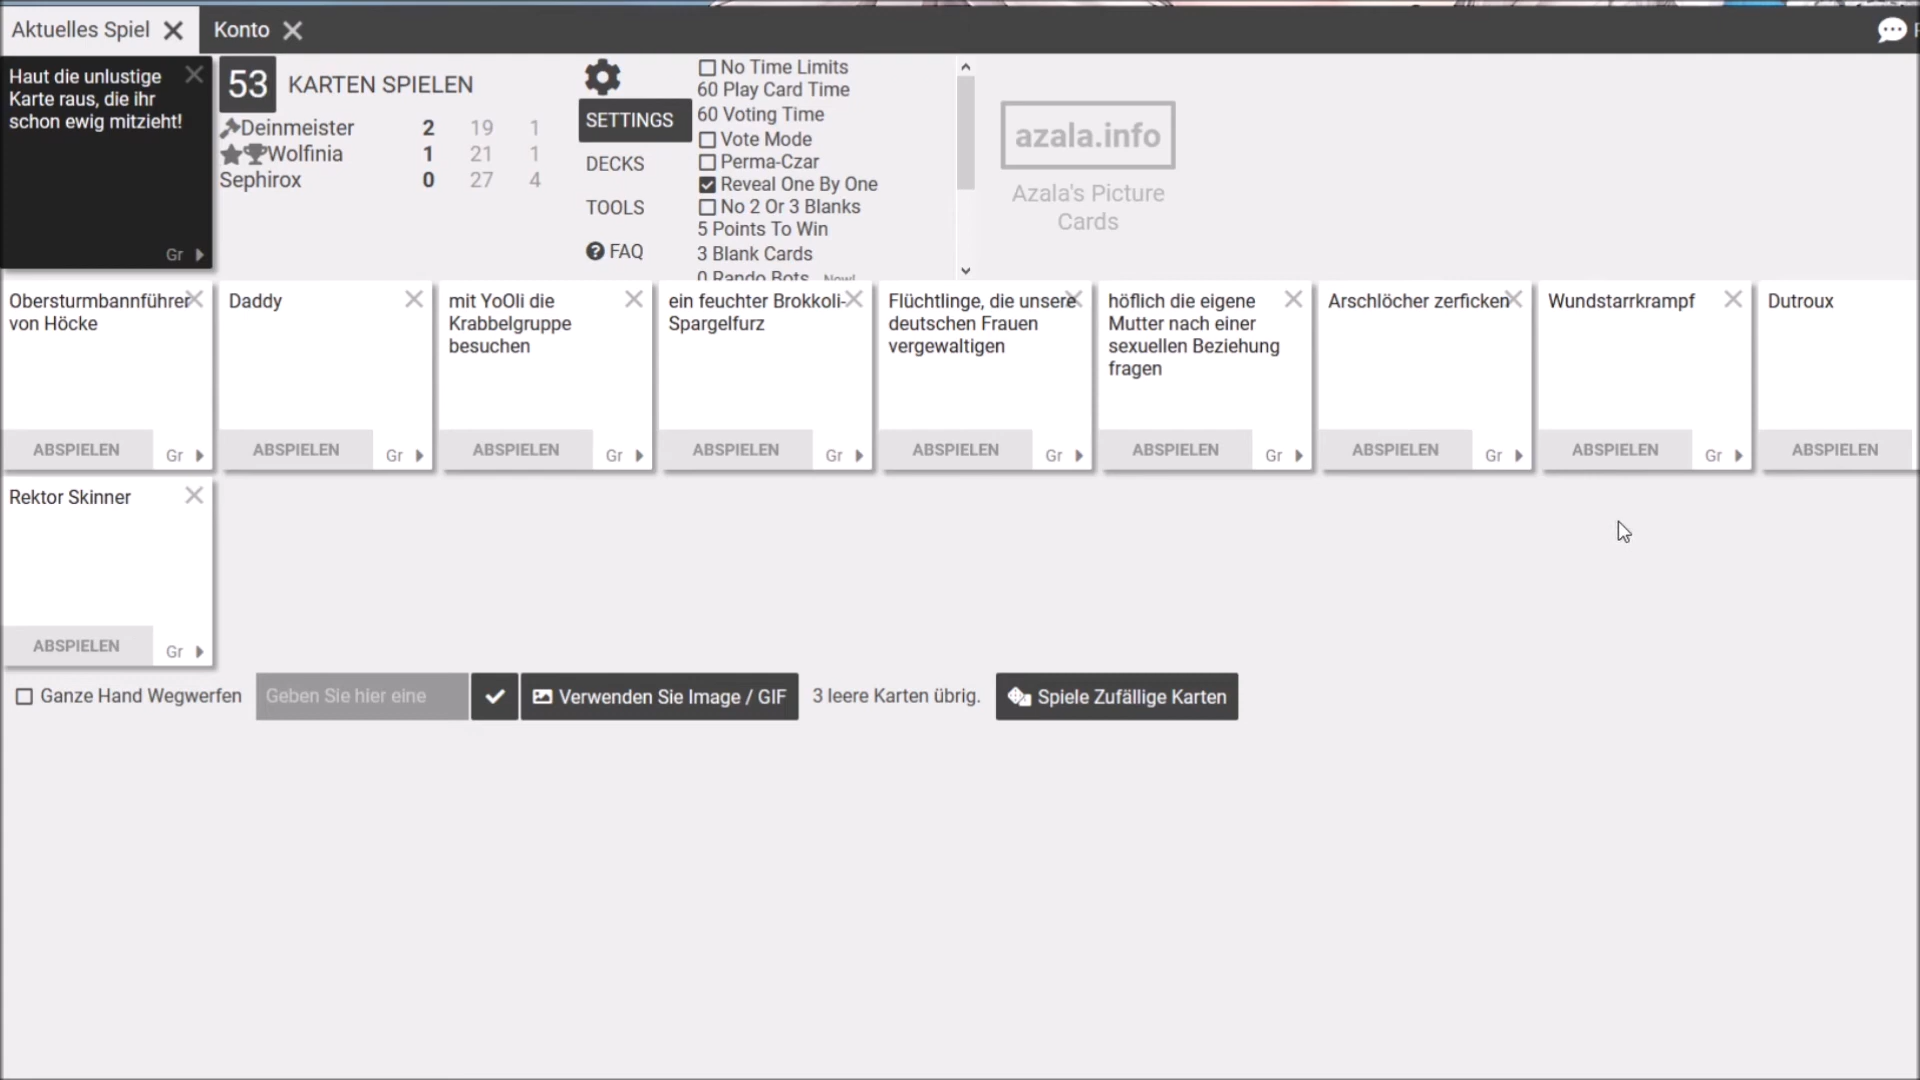 Aktuelles Spiel
Konto
Haut die unlustige
Karte raus, die ihr
schon ewig mitzieht!
Gr
53 KARTEN SPIELEN
Deinmeister 2 19 1
Wolfinia 1 21 1
Sephirox 0 27 4
SETTINGS
DECKS
TOOLS
FAQ
No Time Limits
60 Play Card Time
60 Voting Time
Vote Mode
Perma-Czar
Reveal One By One
No 2 Or 3 Blanks
5 Points To Win
3 Blank Cards
0 Rando Bots New!
azala.info
Azala's Picture
Cards
Obersturmbannführer
von Höcke
ABSPIELEN
Gr
Daddy
ABSPIELEN
Gr
mit YoOli die
Krabbelgruppe
besuchen
ABSPIELEN
Gr
ein feuchter Brokkoli-
Spargelfurz
ABSPIELEN
Gr
Flüchtlinge, die unsere
deutschen Frauen
vergewaltigen
ABSPIELEN
Gr
höflich die eigene
Mutter nach einer
sexuellen Beziehung
fragen
ABSPIELEN
Gr
Arschlöcher zerficken
ABSPIELEN
Gr
Wundstarrkrampf
ABSPIELEN
Gr
Dutroux
ABSPIELEN
Rektor Skinner
ABSPIELEN
Gr
Ganze Hand Wegwerfen
Geben Sie hier eine
Verwenden Sie Image / GIF
3 leere Karten übrig.
Spiele Zufällige Karten